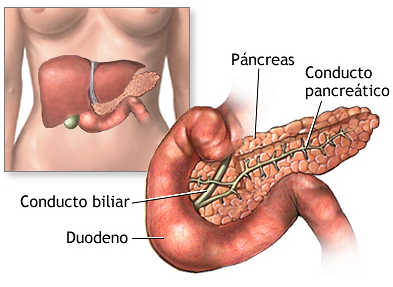 Páncreas
Conducto
pancreático
Conducto biliar
Duodeno